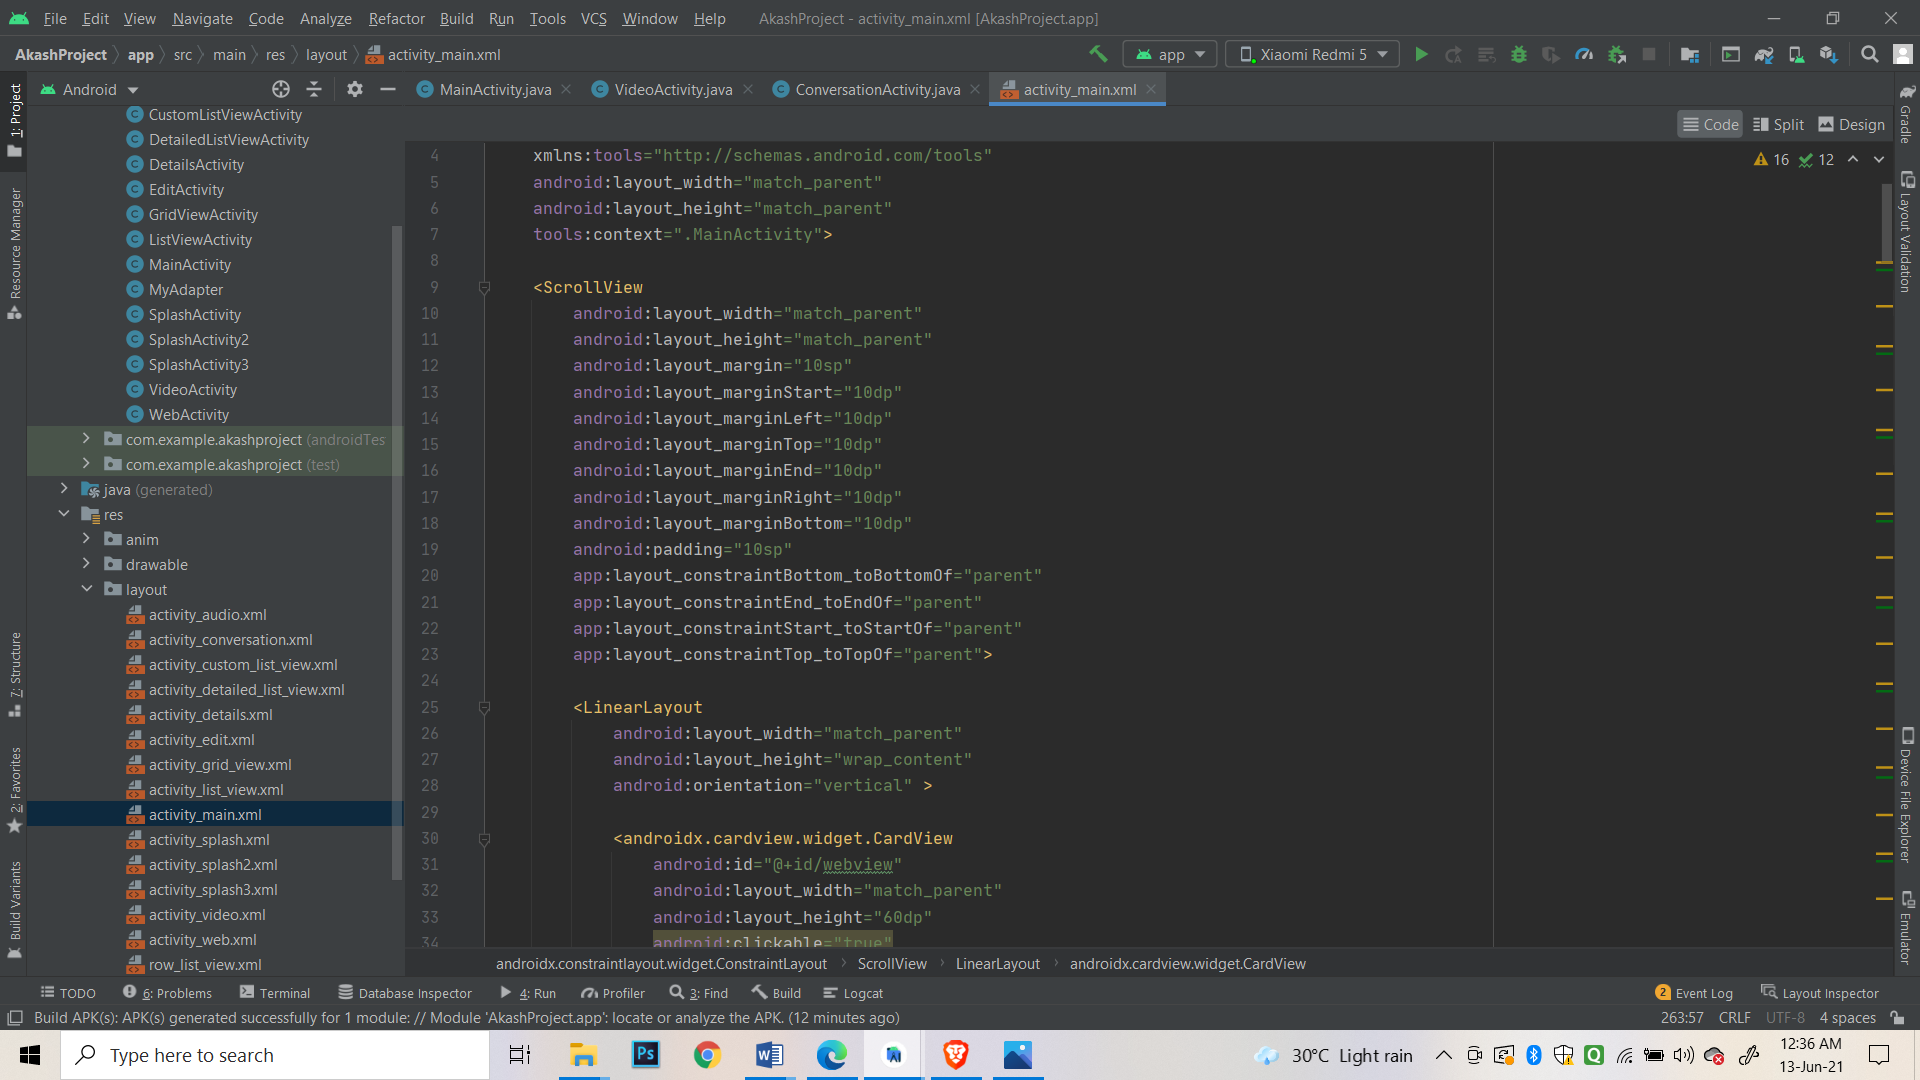 File Edit View Navigate Code Analyze Refactor Build Run Tools VCS Window Help AkashProject - activity_main.xml [AkashProject.app]
AkashProject app src main res layout activity_main.xml app Xiaomi Redmi 5
Android MainActivity.java VideoActivity.java ConversationActivity.java activity_main.xml
Code Split Design
16 12
1: Project
Resource Manager
7: Structure
2: Favorites
Build Variants
CustomListViewActivity
DetailedListViewActivity
DetailsActivity
EditActivity
GridViewActivity
ListViewActivity
MainActivity
MyAdapter
SplashActivity
SplashActivity2
SplashActivity3
VideoActivity
WebActivity
com.example.akashproject (androidTes
com.example.akashproject (test)
java (generated)
res
anim
drawable
layout
activity_audio.xml
activity_conversation.xml
activity_custom_list_view.xml
activity_detailed_list_view.xml
activity_details.xml
activity_edit.xml
activity_grid_view.xml
activity_list_view.xml
activity_main.xml
activity_splash.xml
activity_splash2.xml
activity_splash3.xml
activity_video.xml
activity_web.xml
row_list_view.xml
4 xmlns:tools="http://schemas.android.com/tools"
5 android:layout_width="match_parent"
6 android:layout_height="match_parent"
7 tools:context=".MainActivity">
8
9 <ScrollView
10 android:layout_width="match_parent"
11 android:layout_height="match_parent"
12 android:layout_margin="10sp"
13 android:layout_marginStart="10dp"
14 android:layout_marginLeft="10dp"
15 android:layout_marginTop="10dp"
16 android:layout_marginEnd="10dp"
17 android:layout_marginRight="10dp"
18 android:layout_marginBottom="10dp"
19 android:padding="10sp"
20 app:layout_constraintBottom_toBottomOf="parent"
21 app:layout_constraintEnd_toEndOf="parent"
22 app:layout_constraintStart_toStartOf="parent"
23 app:layout_constraintTop_toTopOf="parent">
24
25 <LinearLayout
26 android:layout_width="match_parent"
27 android:layout_height="wrap_content"
28 android:orientation="vertical" >
29
30 <androidx.cardview.widget.CardView
31 android:id="@+id/webview"
32 android:layout_width="match_parent"
33 android:layout_height="60dp"
34 android:clickable="true"
androidx.constraintlayout.widget.ConstraintLayout ScrollView LinearLayout androidx.cardview.widget.CardView
Gradle
Layout Validation
Device File Explorer
Emulator
TODO 6: Problems Terminal Database Inspector 4: Run Profiler 3: Find Build Logcat 2 Event Log Layout Inspector
Build APK(s): APK(s) generated successfully for 1 module: // Module 'AkashProject.app': locate or analyze the APK. (12 minutes ago) 263:57 CRLF UTF-8 4 spaces
Type here to search Ps 30°C Light rain 12:36 AM
13-Jun-21